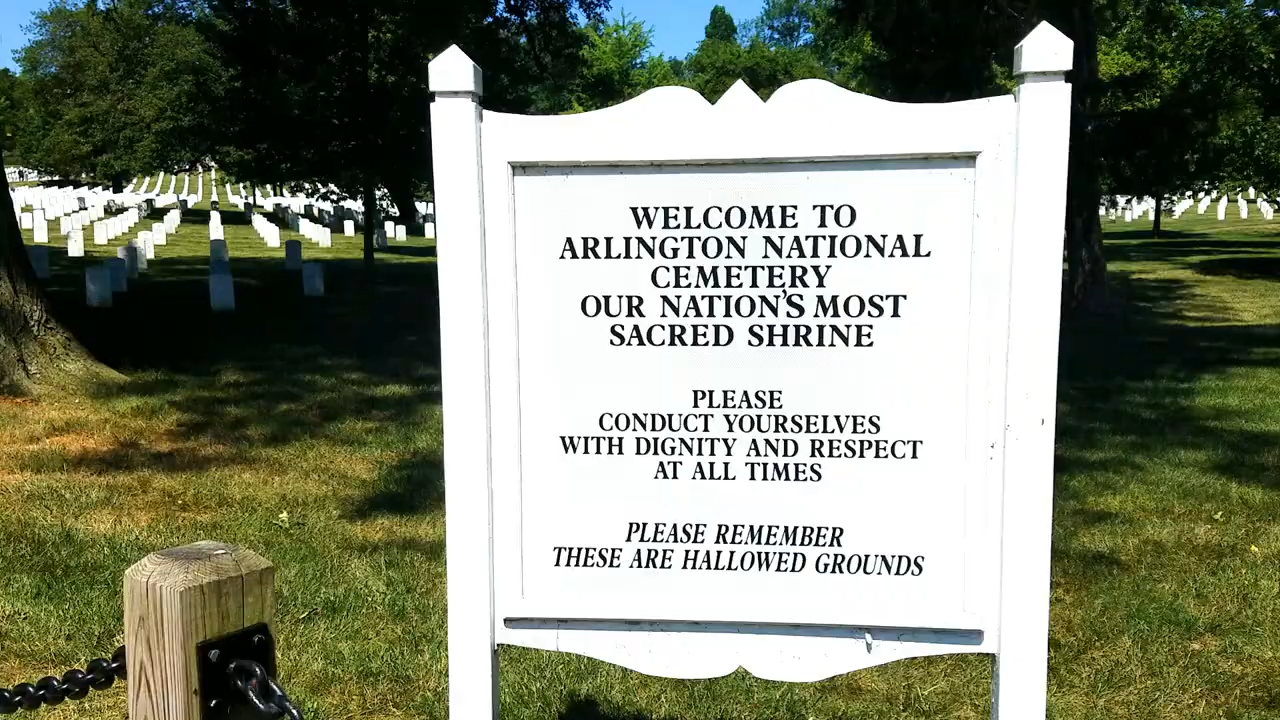 WELCOME TO
ARLINGTON NATIONAL
CEMETERY
OUR NATION'S MOST
SACRED SHRINE
PLEASE
CONDUCT YOURSELVES
WITH DIGNITY AND RESPECT
AT ALL TIMES
PLEASE REMEMBER
THESE ARE HALLOWED GROUNDS